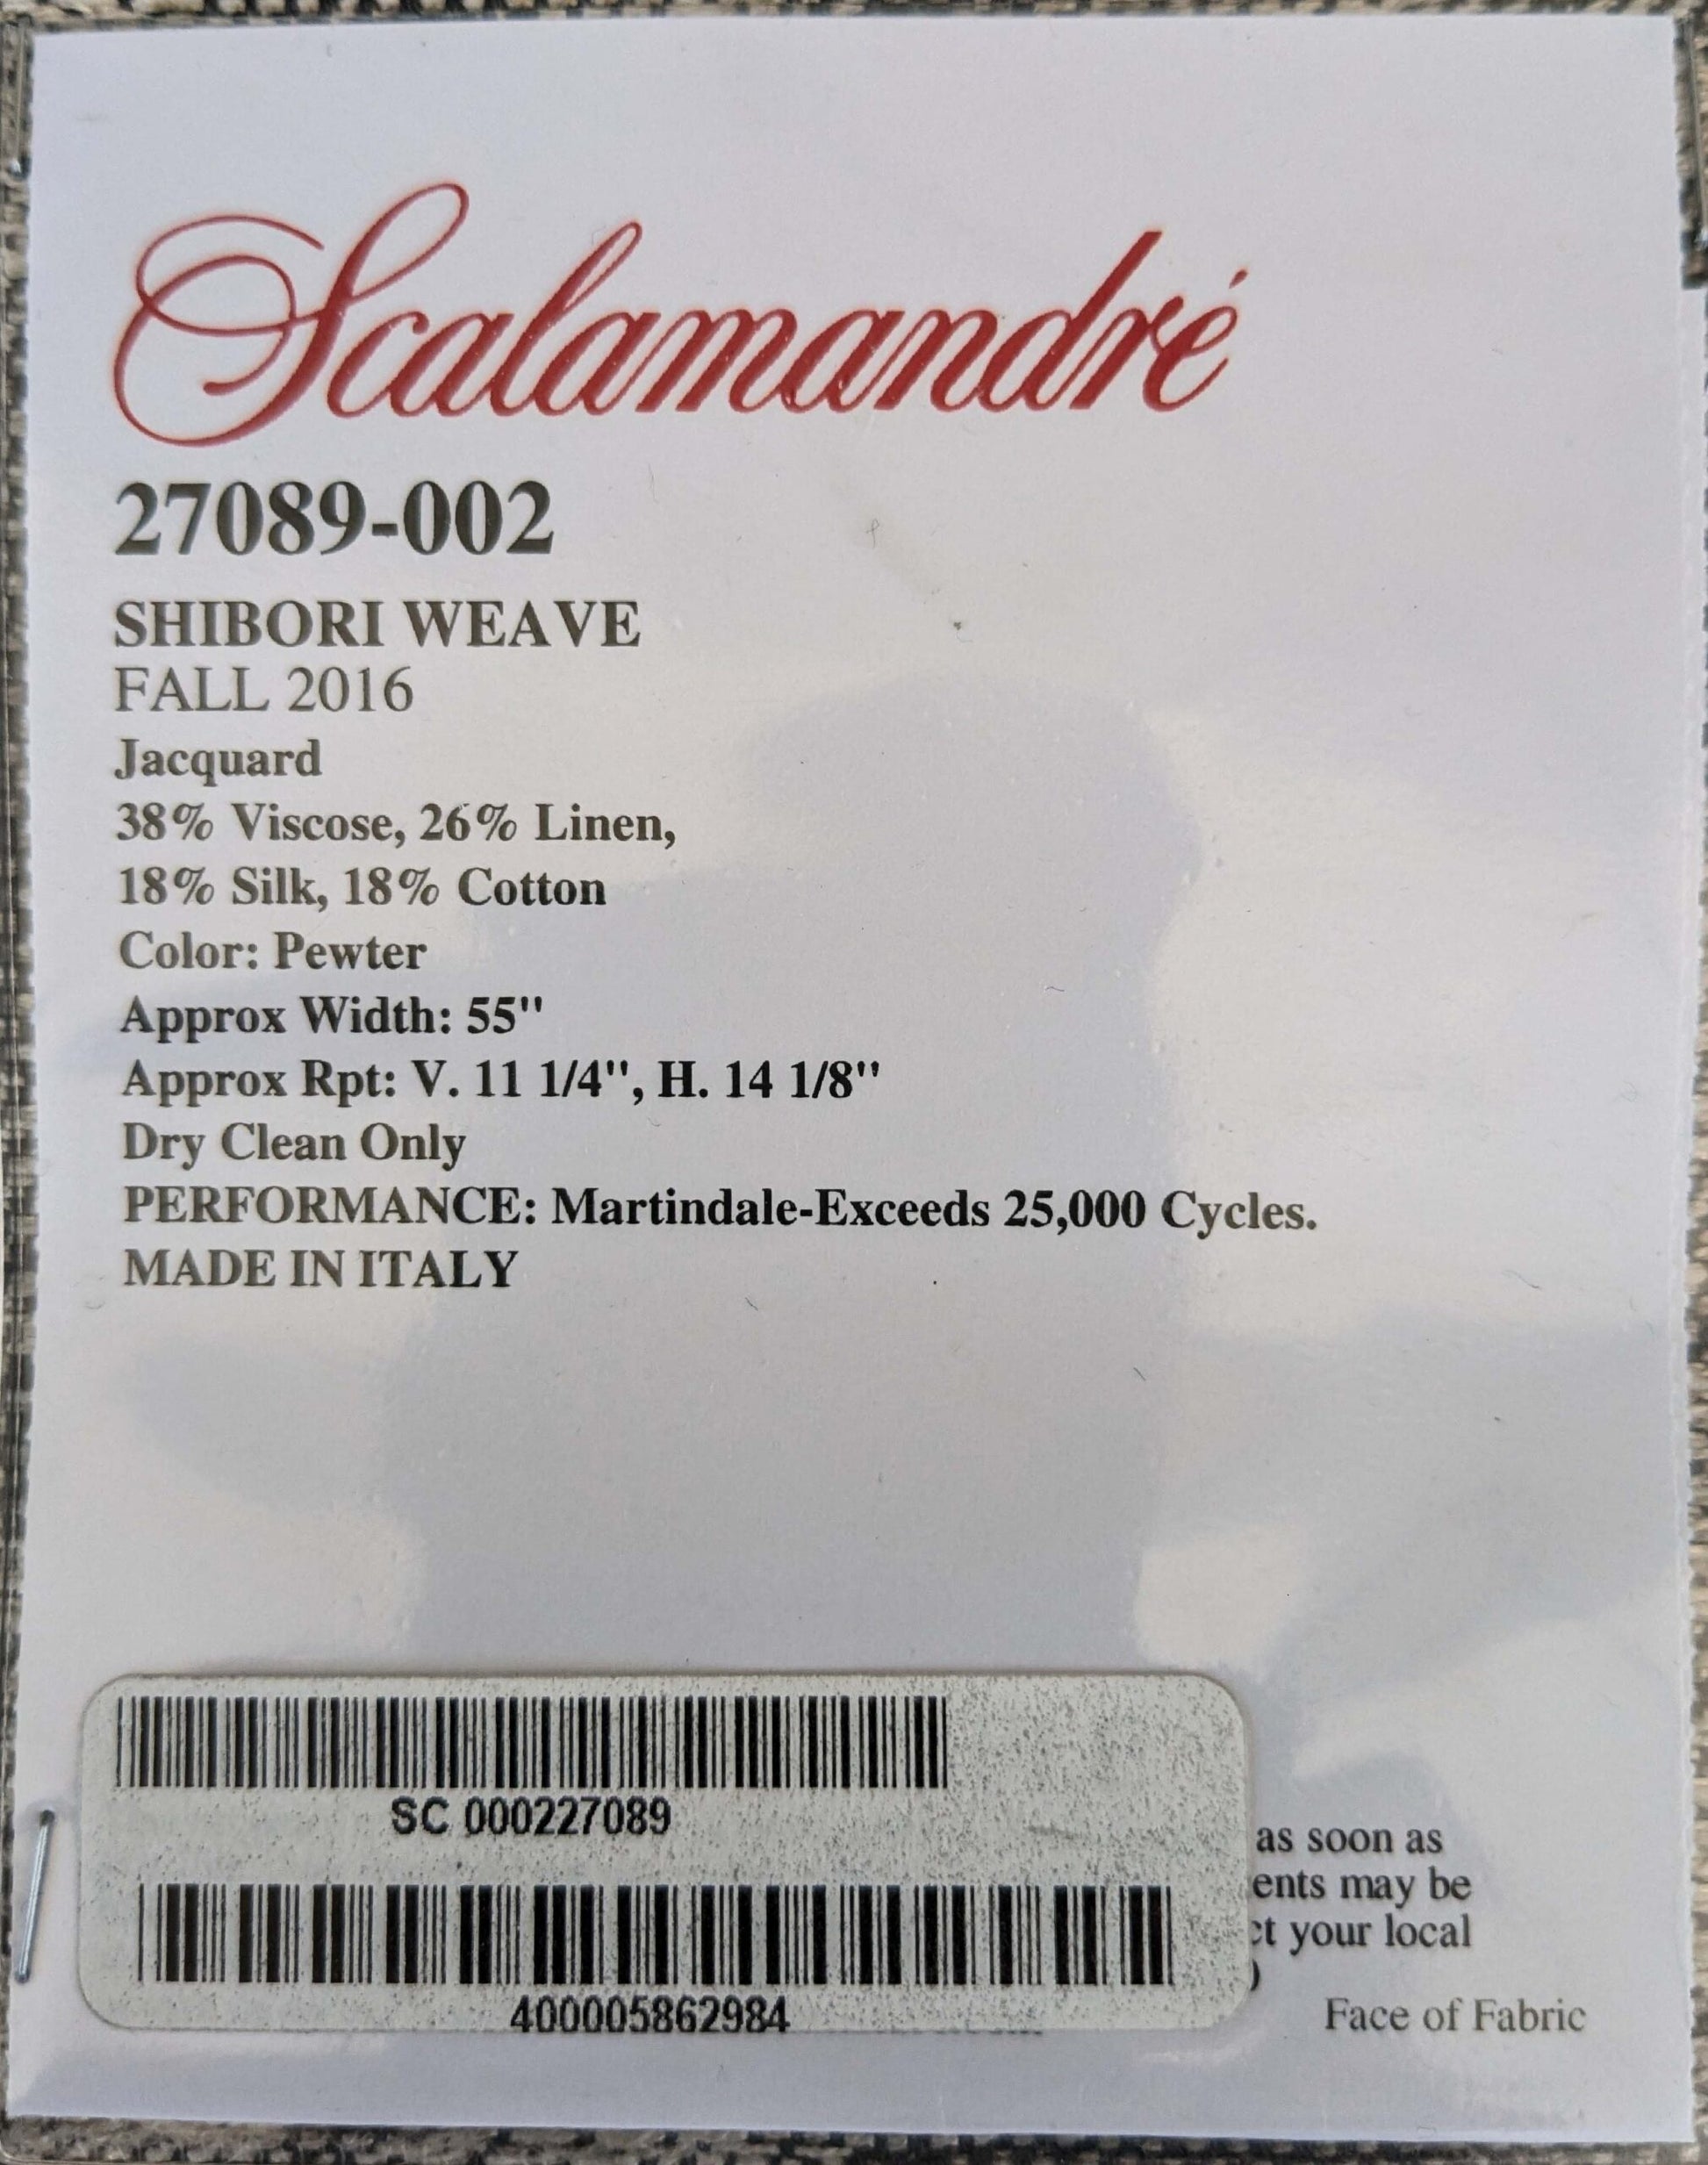 Scalamandré
27089-002
SHIBORI WEAVE
FALL 2016
Jacquard
38% Viscose, 26% Linen,
18% Silk, 18% Cotton
Color: Pewter
Approx Width: 55"
Approx Rpt: V. 11 1/4", H. 14 1/8"
Dry Clean Only
PERFORMANCE: Martindale-Exceeds 25,000 Cycles.
MADE IN ITALY
SC 000227089
as soon as
may be
your local
400005862984
Face of Fabric